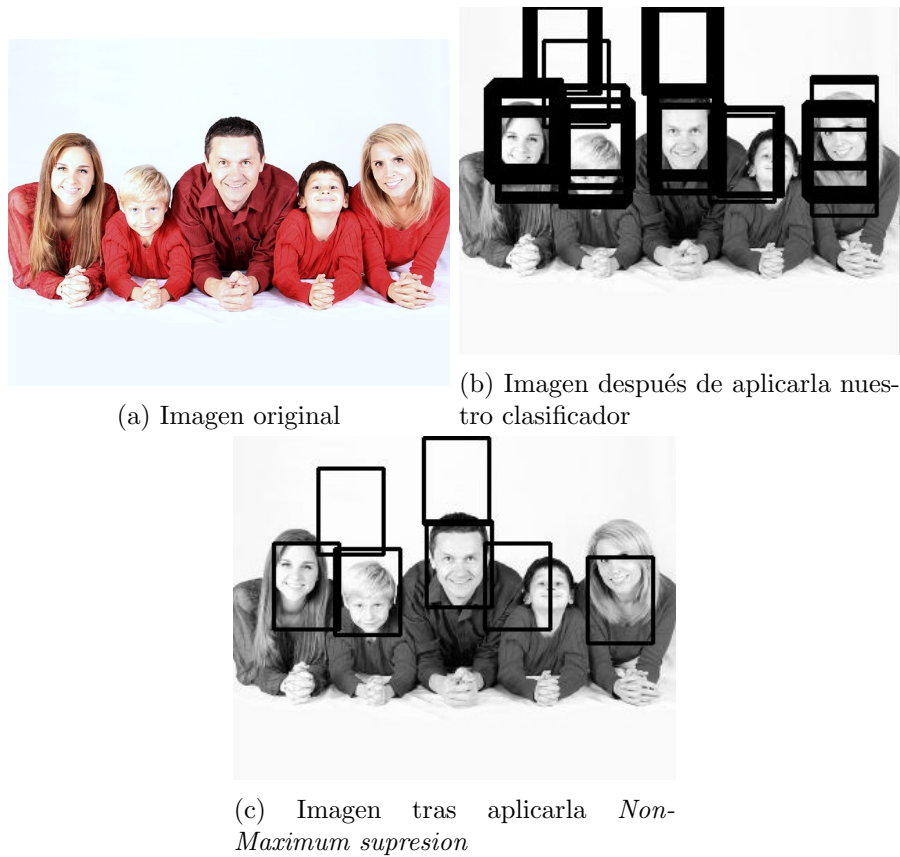 (a) Imagen original
(b) Imagen después de aplicarla nues-
tro clasificador
(c) Imagen tras aplicarla Non-
Maximum supresion